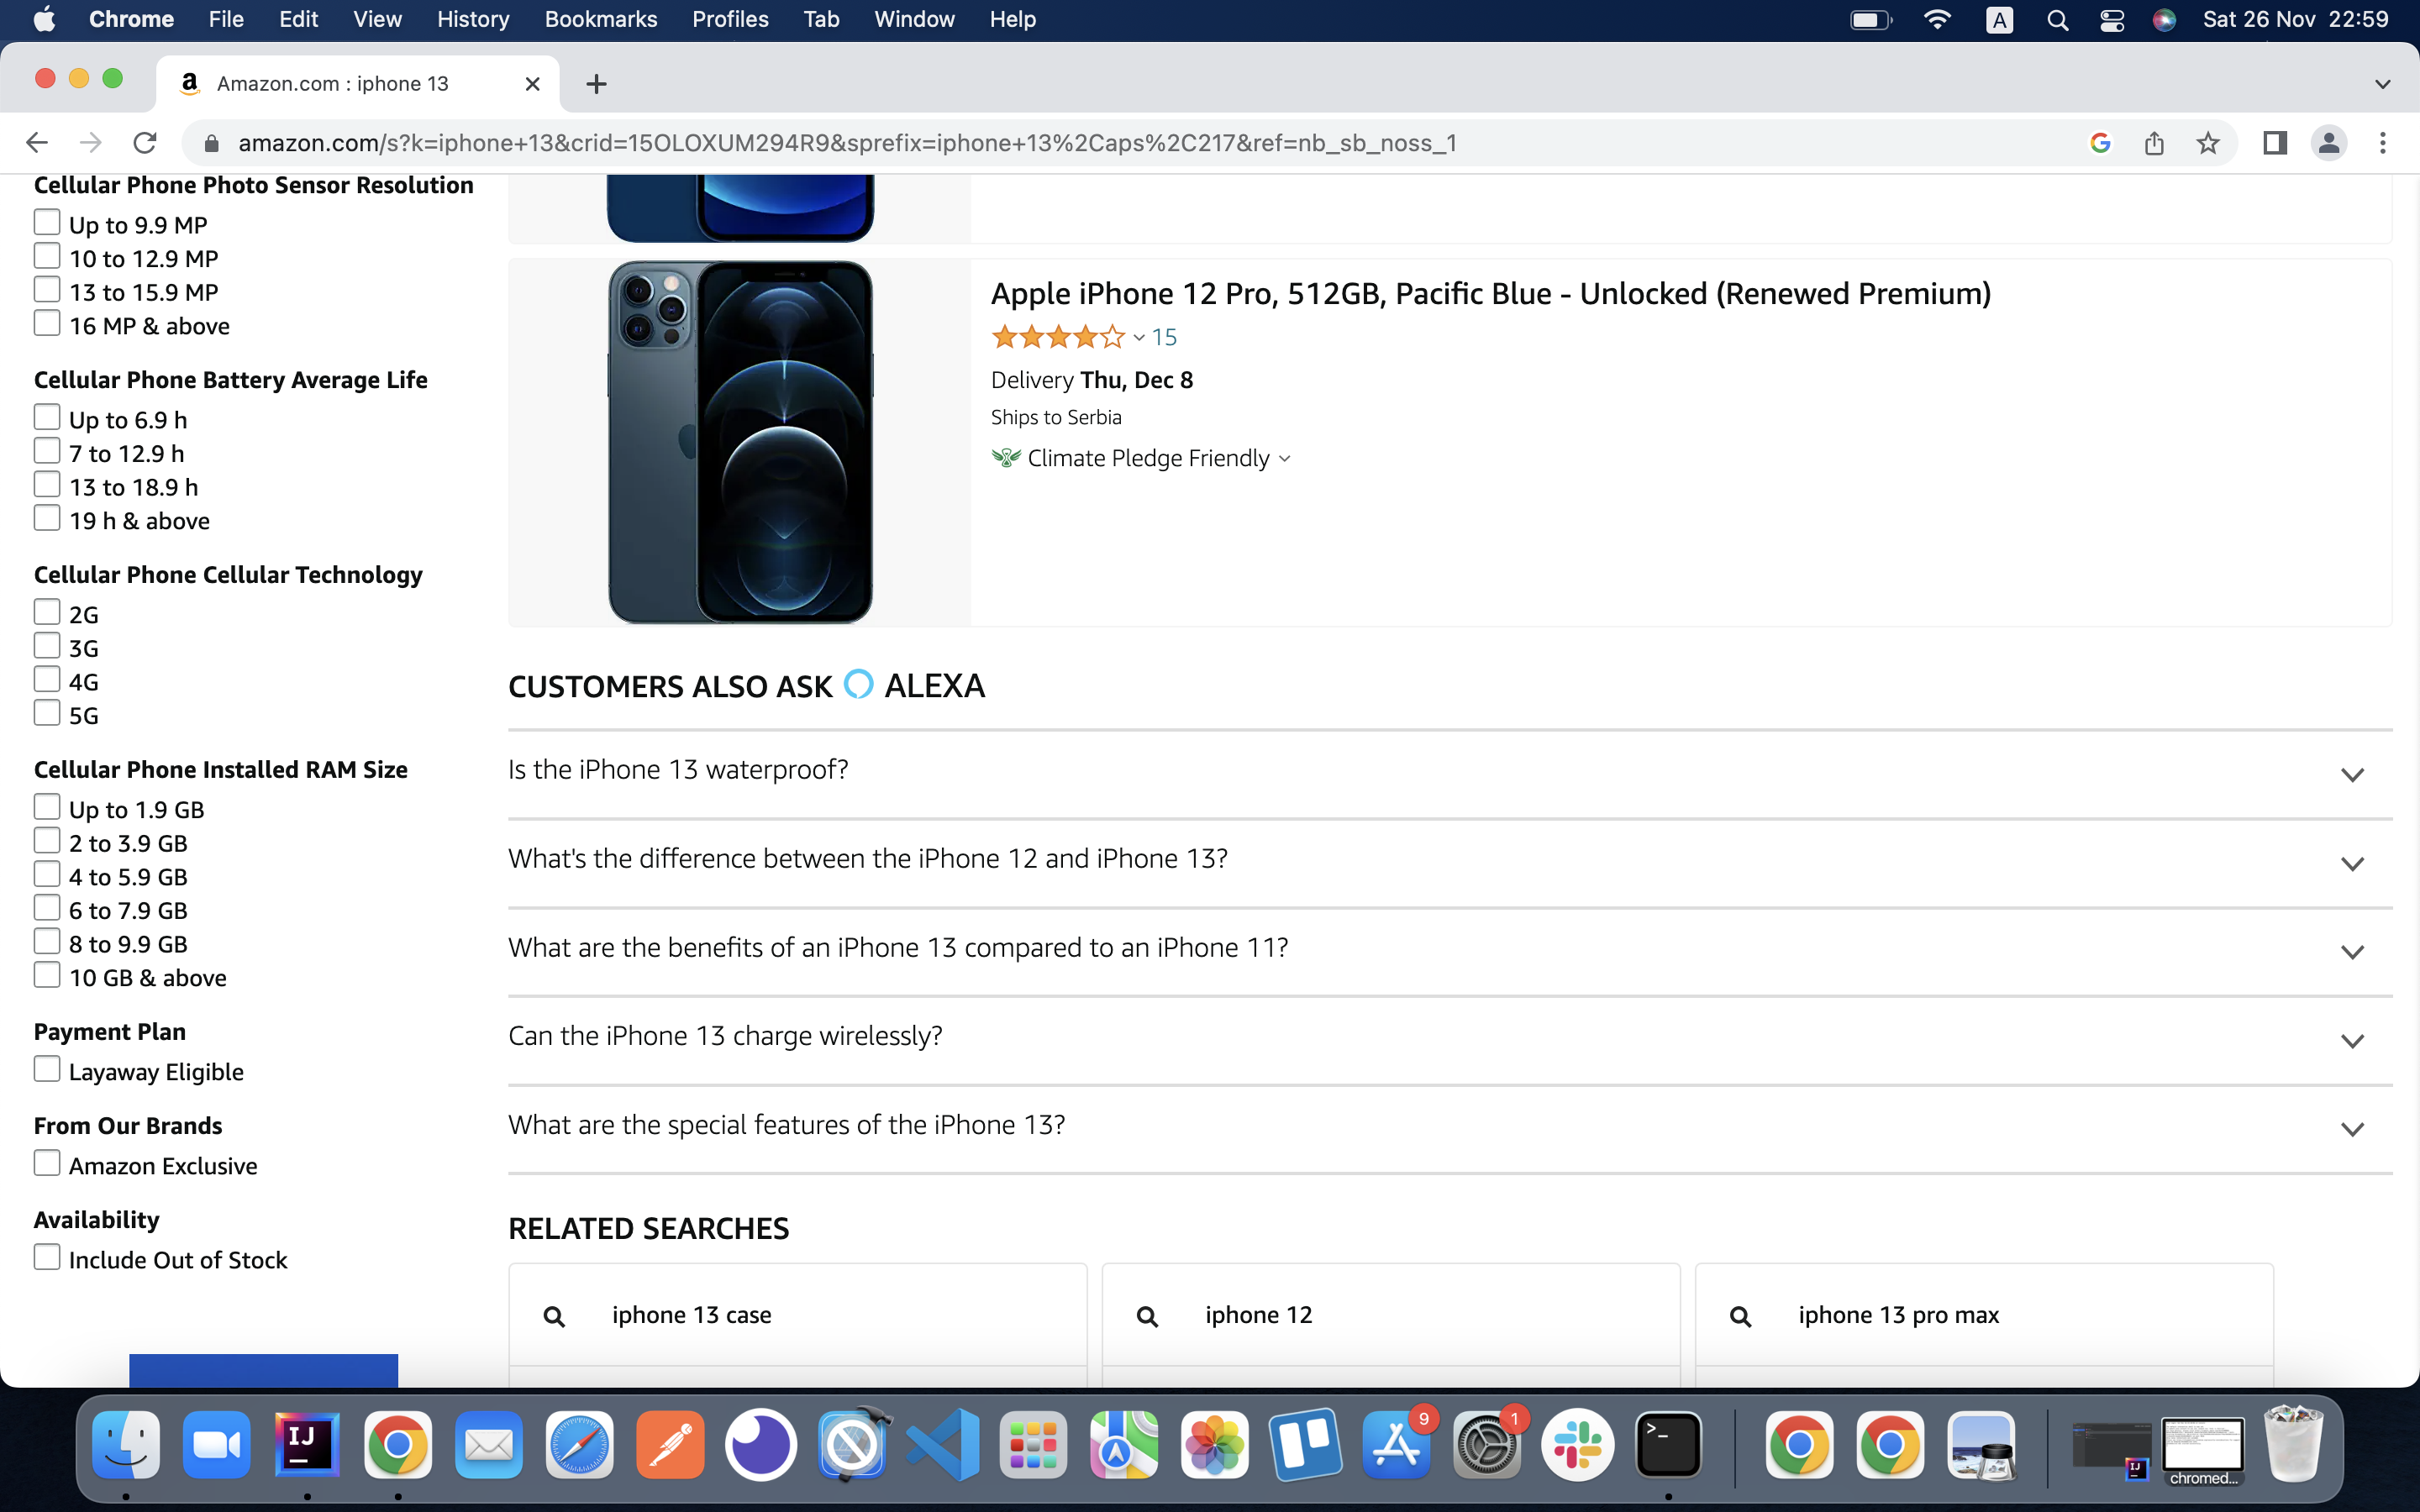 Chrome File Edit View History Bookmarks Profiles Tab Window Help A Sat 26 Nov 22:59
a Amazon.com : iphone 13
amazon.com/s?k=iphone+13&crid=15OLOXUM294R9&sprefix=iphone+13%2Caps%2C217&ref=nb_sb_noss_1
Cellular Phone Photo Sensor Resolution
Up to 9.9 MP
10 to 12.9 MP
13 to 15.9 MP
16 MP & above
Cellular Phone Battery Average Life
Up to 6.9 h
7 to 12.9 h
13 to 18.9 h
19 h & above
Cellular Phone Cellular Technology
2G
3G
4G
5G
Cellular Phone Installed RAM Size
Up to 1.9 GB
2 to 3.9 GB
4 to 5.9 GB
6 to 7.9 GB
8 to 9.9 GB
10 GB & above
Payment Plan
Layaway Eligible
From Our Brands
Amazon Exclusive
Availability
Include Out of Stock
Apple iPhone 12 Pro, 512GB, Pacific Blue - Unlocked (Renewed Premium)
15
Delivery Thu, Dec 8
Ships to Serbia
Climate Pledge Friendly
CUSTOMERS ALSO ASK ALEXA
Is the iPhone 13 waterproof?
What's the difference between the iPhone 12 and iPhone 13?
What are the benefits of an iPhone 13 compared to an iPhone 11?
Can the iPhone 13 charge wirelessly?
What are the special features of the iPhone 13?
RELATED SEARCHES
iphone 13 case
iphone 12
iphone 13 pro max
IJ
9
1
>_
IJ
chromed...